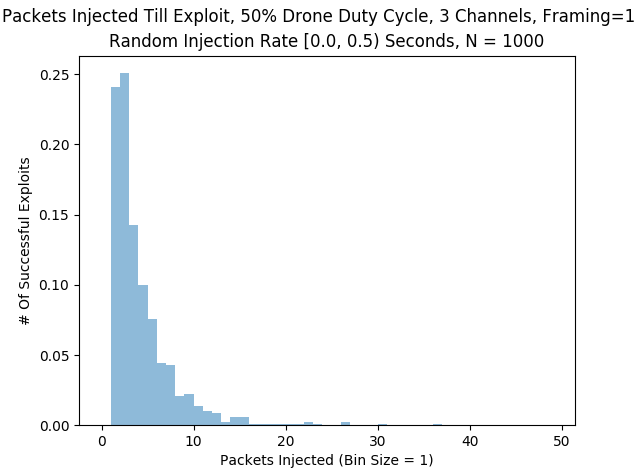 Packets Injected Till Exploit, 50% Drone Duty Cycle, 3 Channels, Framing=1
Random Injection Rate [0.0, 0.5) Seconds, N = 1000
# Of Successful Exploits
0.25
0.20
0.15
0.10
0.05
0.00
0 10 20 30 40 50
Packets Injected (Bin Size = 1)